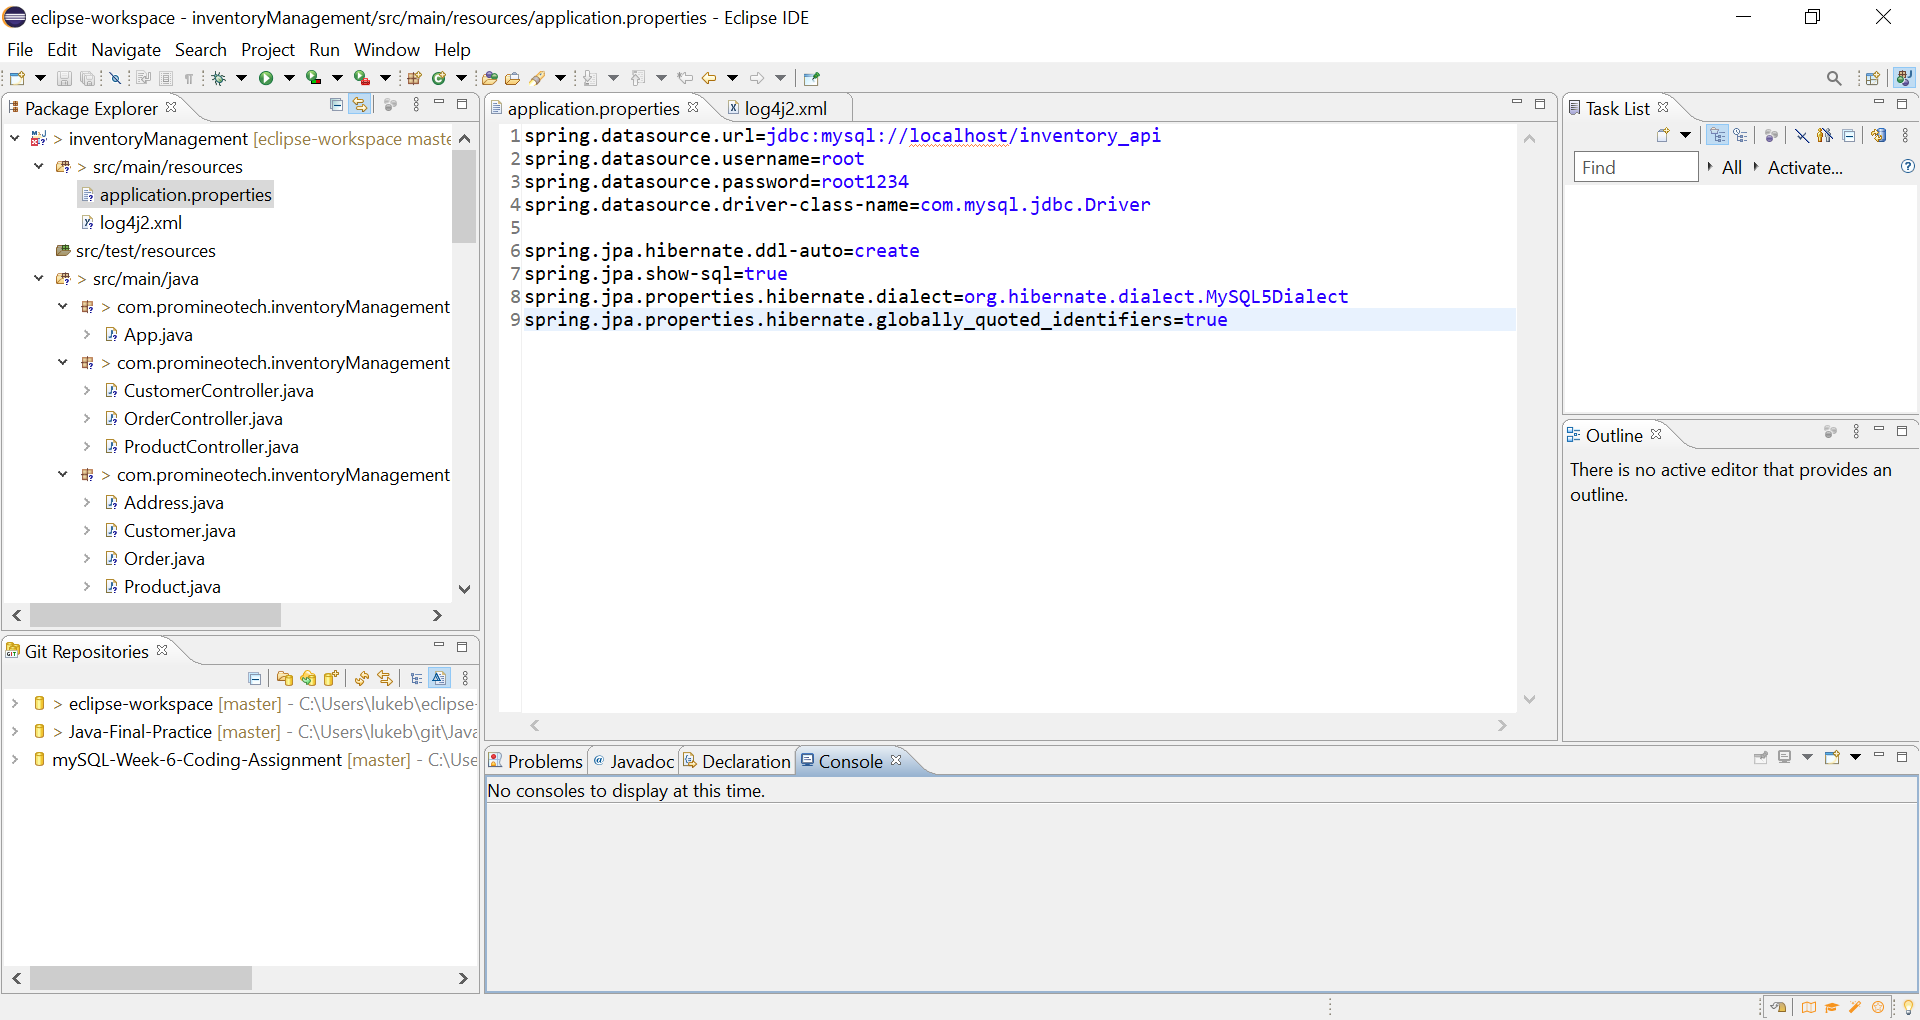 eclipse-workspace - inventoryManagement/src/main/resources/application.properties - Eclipse IDE
File Edit Navigate Search Project Run Window Help
Package Explorer
> inventoryManagement [eclipse-workspace maste
> src/main/resources
application.properties
log4j2.xml
src/test/resources
> src/main/java
> com.promineotech.inventoryManagement
App.java
> com.promineotech.inventoryManagement
CustomerController.java
OrderController.java
ProductController.java
> com.promineotech.inventoryManagement
Address.java
Customer.java
Order.java
Product.java
Git Repositories
> eclipse-workspace [master] - C:\Users\lukeb\eclipse-
> Java-Final-Practice [master] - C:\Users\lukeb\git\Java
mySQL-Week-6-Coding-Assignment [master] - C:\Use
application.properties log4j2.xml
1 spring.datasource.url=jdbc:mysql://localhost/inventory_api
2 spring.datasource.username=root
3 spring.datasource.password=root1234
4 spring.datasource.driver-class-name=com.mysql.jdbc.Driver
5
6 spring.jpa.hibernate.ddl-auto=create
7 spring.jpa.show-sql=true
8 spring.jpa.properties.hibernate.dialect=org.hibernate.dialect.MySQL5Dialect
9 spring.jpa.properties.hibernate.globally_quoted_identifiers=true
Problems @ Javadoc Declaration Console
No consoles to display at this time.
Task List
Find All Activate...
Outline
There is no active editor that provides an
outline.